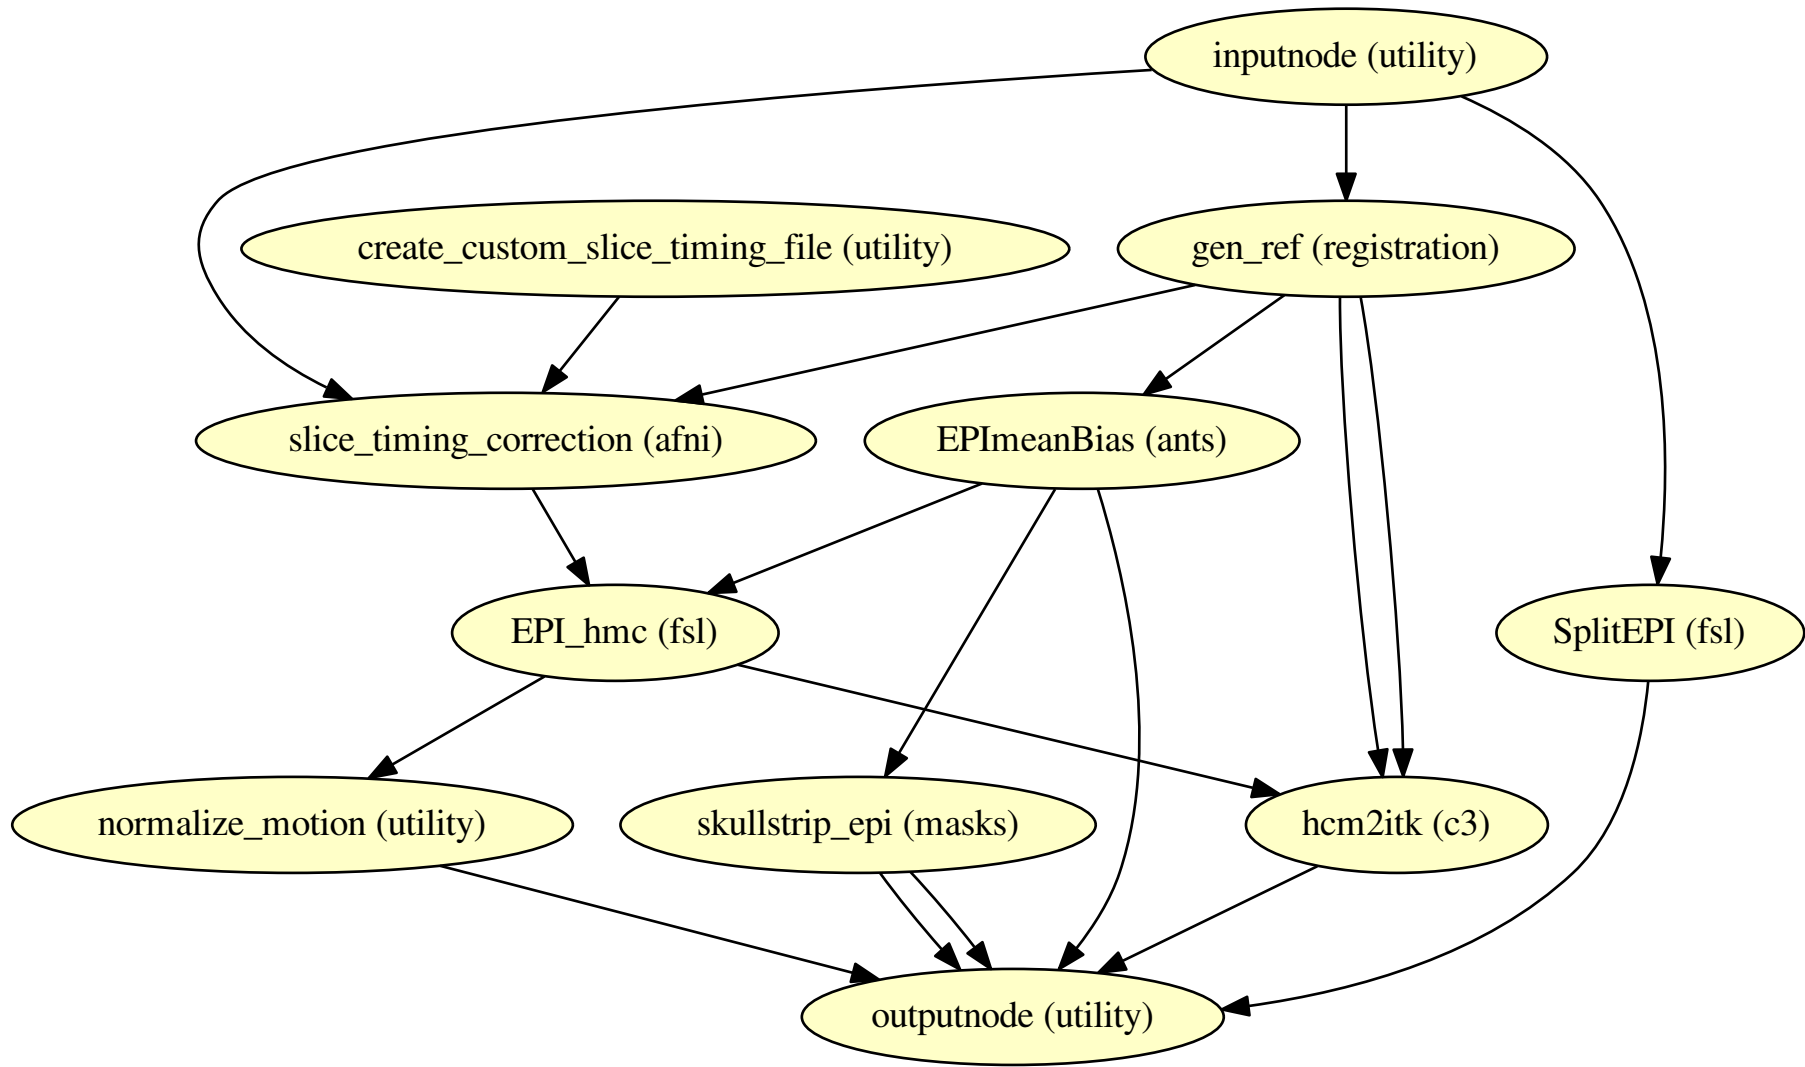 inputnode (utility)
create_custom_slice_timing_file (utility)
gen_ref (registration)
slice_timing_correction (afni)
EPImeanBias (ants)
EPI_hmc (fsl)
SplitEPI (fsl)
normalize_motion (utility)
skullstrip_epi (masks)
hcm2itk (c3)
outputnode (utility)